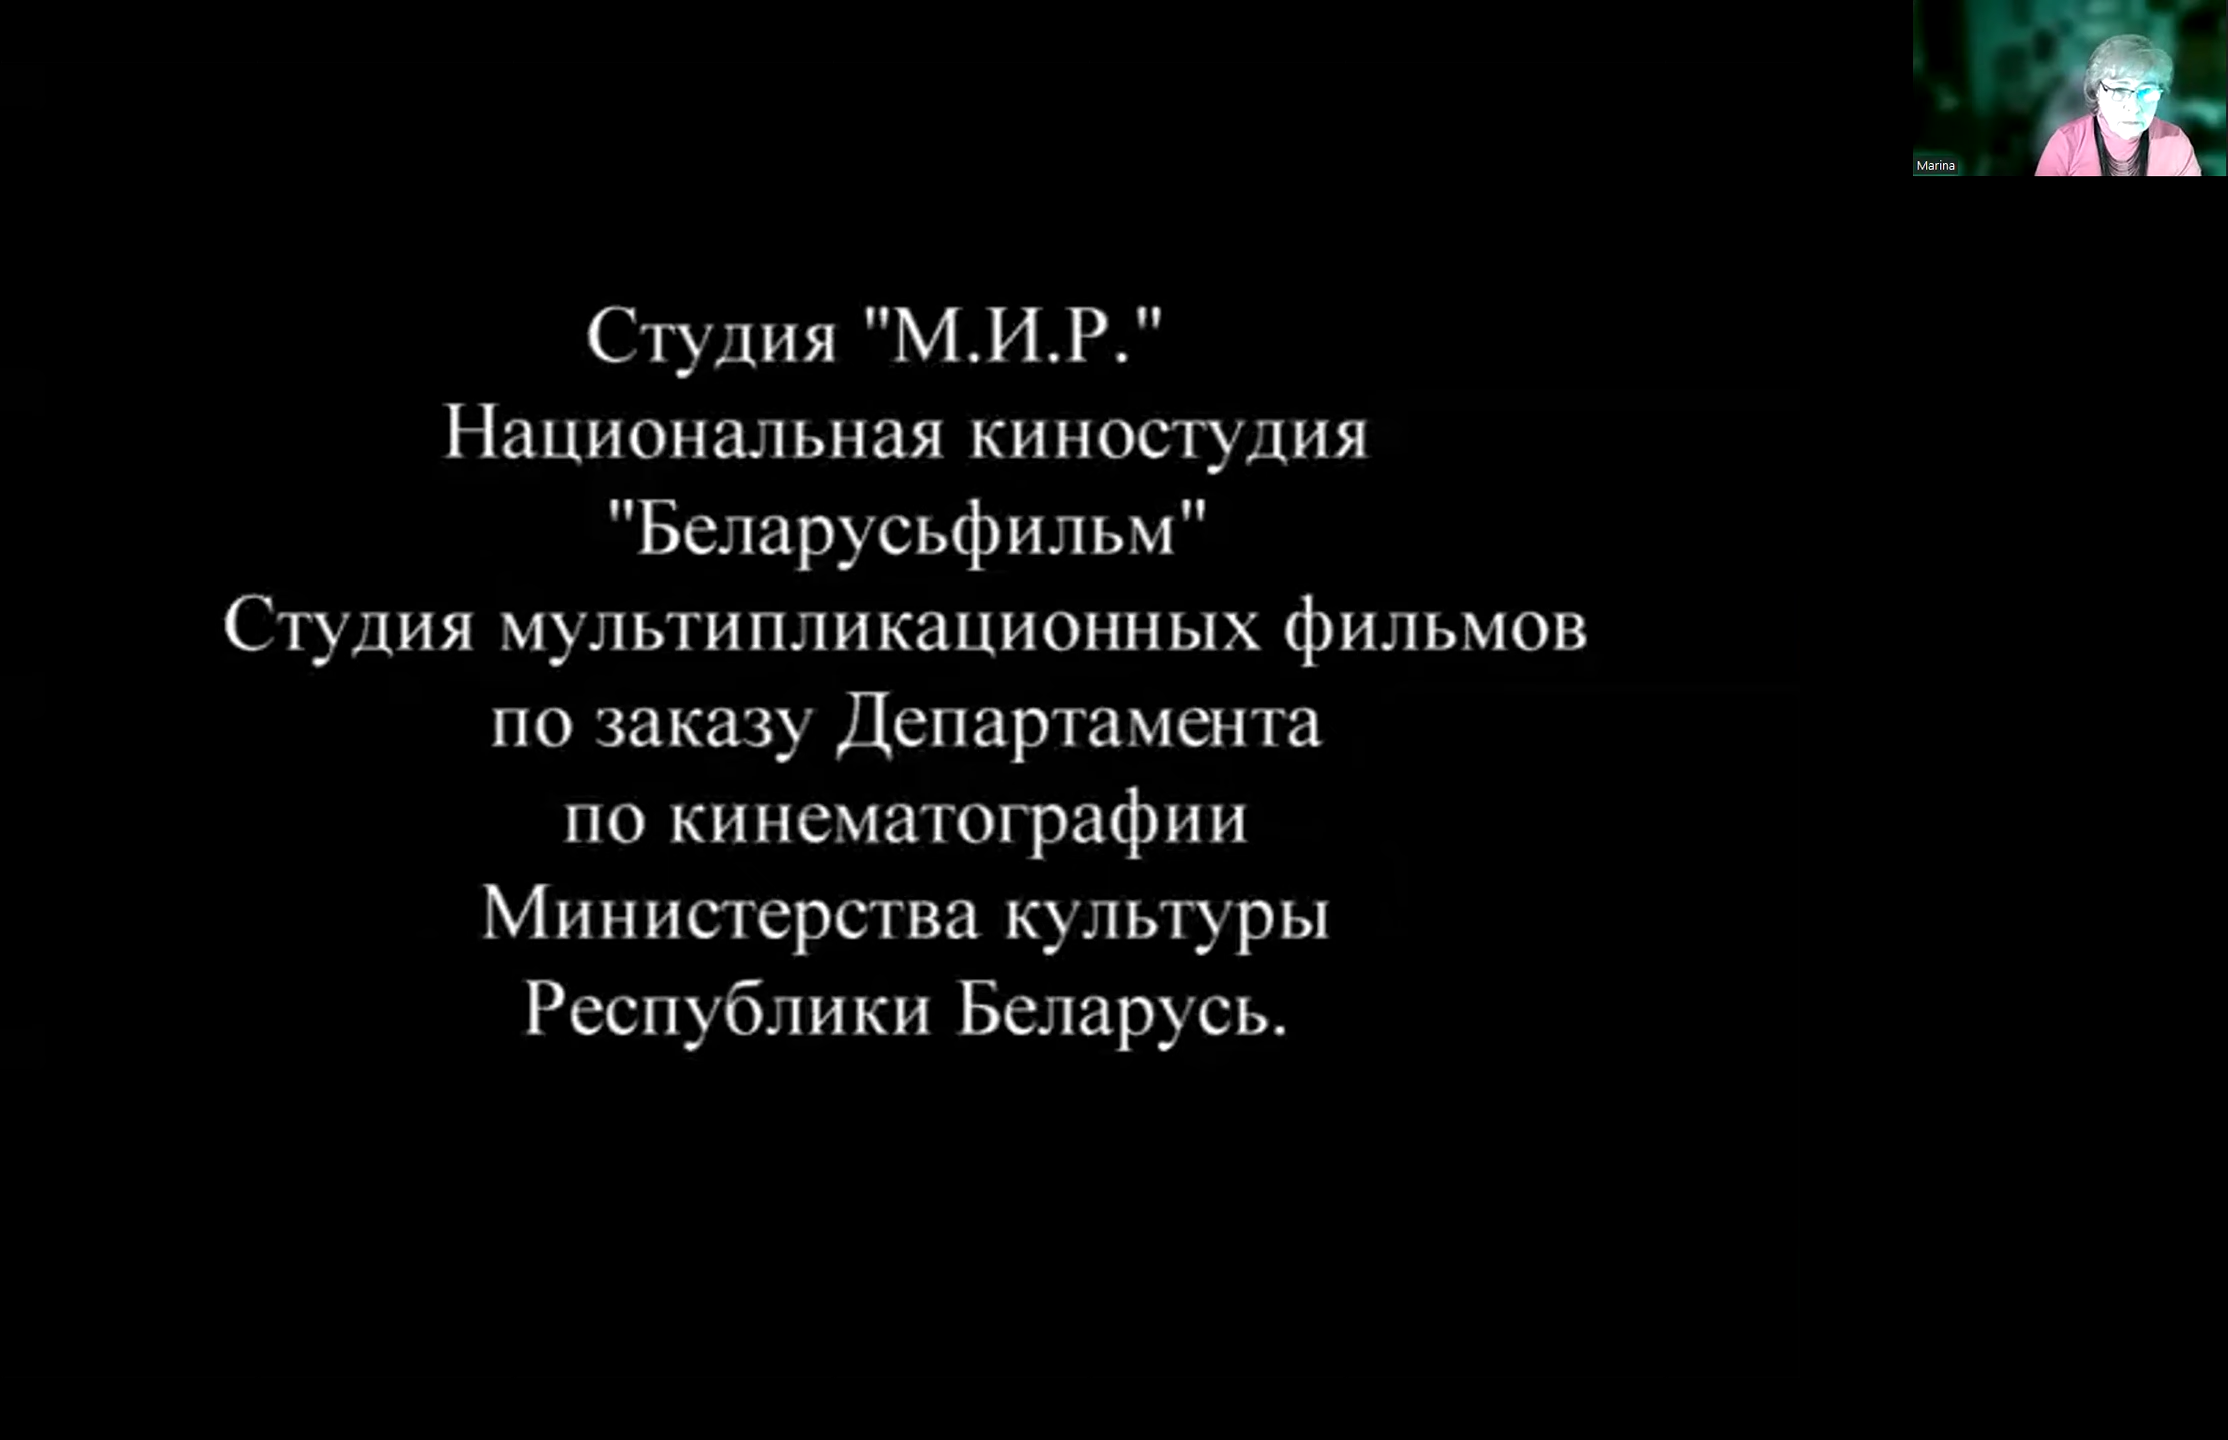 Студия "М.И.Р."
Национальная киностудия
"Беларусьфильм"
Студия мультипликационных фильмов
по заказу Департамента
по кинематографии
Министерства культуры
Республики Беларусь.
Marina